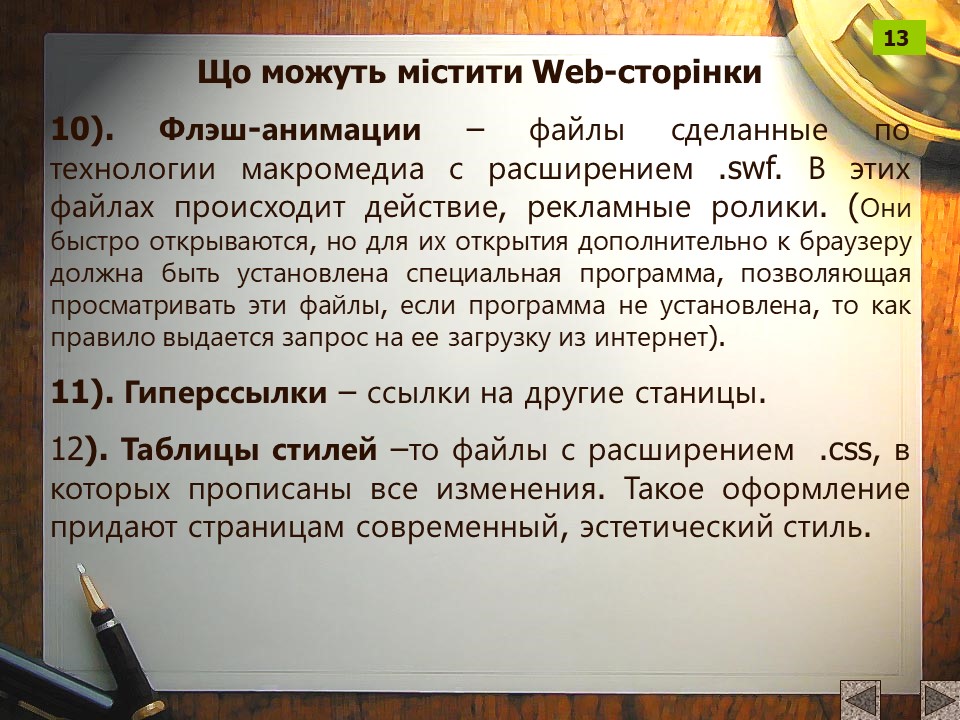 13
Що можуть містити Web-сторінки
10). Флэш-анимации – файлы сделанные по
технологии макромедиа с расширением .swf. В этих
файлах происходит действие, рекламные ролики. (Они
быстро открываются, но для их открытия дополнительно к браузеру
должна быть установлена специальная программа, позволяющая
просматривать эти файлы, если программа не установлена, то как
правило выдается запрос на ее загрузку из интернет).
11). Гиперссылки – ссылки на другие станицы.
12). Таблицы стилей –то файлы с расширением .css, в
которых прописаны все изменения. Такое оформление
придают страницам современный, эстетический стиль.